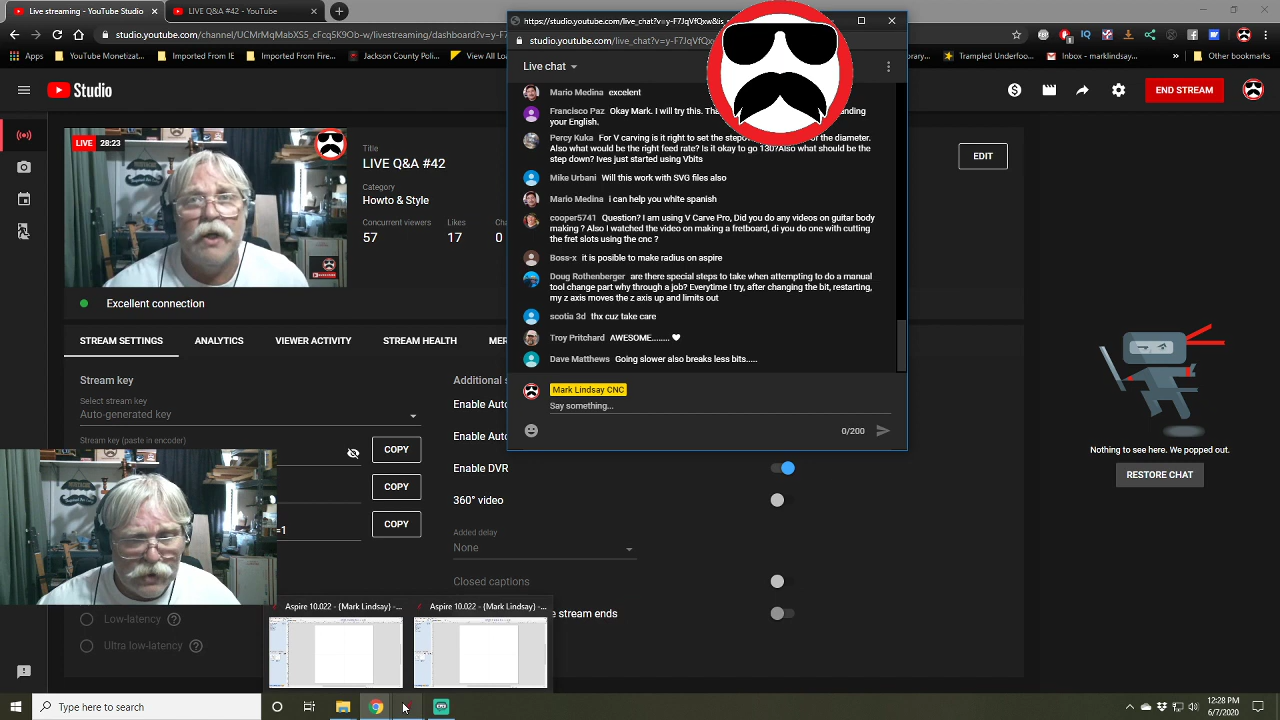 Live streaming - YouTube Studio
LIVE Q&A #42 - YouTube
https://studio.youtube.com/live_chat?v=y-F7JqVfQxw&is_
studio.youtube.com/channel/UCMrMqMabXS5_cFcq5K9Ob-w/livestreaming/dashboard?v=y-F
studio.youtube.com/live_chat?v=y-F7JqVfQxw
Apps
YouTube Monetizat...
Imported From IE
Imported From Fire...
Jackson County Co...
View All Vol
Trampled Underfoot
Inbox - marklindsay...
Studio
END STREAM
LIVE
28:23
Title
LIVE Q&A #42
Category
Howto & Style
Concurrent viewers
Likes
57
17
0
EDIT
Excellent connection
STREAM SETTINGS
ANALYTICS
VIEWER ACTIVITY
STREAM HEALTH
Stream key
Select stream key
Auto-generated key
Stream key (paste in encoder)
COPY
COPY
COPY
=1
Low-latency
Ultra low-latency
Additional s
Enable Auto
Enable Auto
Enable DVR
360° video
Added delay
None
Closed captions
e stream ends
Live chat
Mario Medina excelent
Francisco Paz Okay Mark. I will try this. Tha
anding
your English.
Percy Kuka For V carving is it right to set the stepo
of the diameter.
Also what would be the right feed rate? Is it okay to go 130?Also what should be the
step down? Ives just started using Vbits
Mike Urbani Will this work with SVG files also
Mario Medina i can help you white spanish
cooper5741 Question? I am using V Carve Pro, Did you do any videos on guitar body
making ? Also I watched the video on making a fretboard, di you do one with cutting
the fret slots using the cnc ?
Boss-x it is posible to make radius on aspire
Doug Rothenberger are there special steps to take when attempting to do a manual
tool change part why through a job? Everytime I try, after changing the bit, restarting,
my z axis moves the z axis up and limits out
scotia 3d thx cuz take care
Troy Pritchard AWESOME........
Dave Matthews Going slower also breaks less bits.....
Mark Lindsay CNC
Say something...
0/200
Nothing to see here. We popped out.
RESTORE CHAT
Aspire 10.022 - {Mark Lindsay} -...
Aspire 10.022 - {Mark Lindsay} -...
Type here to search
12:28 PM
6/7/2020